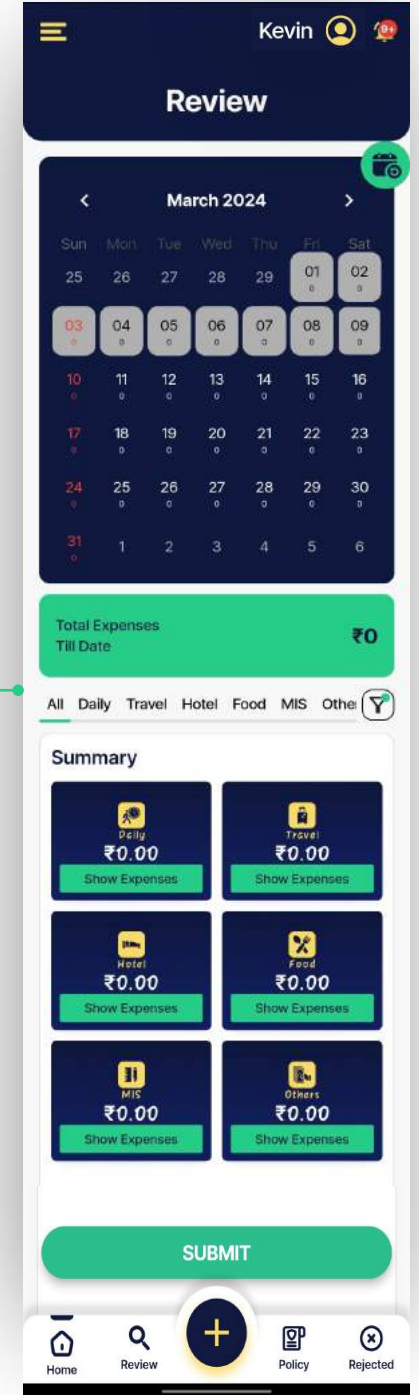 Kevin 9+
Review
March 2024
Sun Mon Tue Wed Thu Fri Sat
25 26 27 28 29 01 02
0 0
03 04 05 06 07 08 09
0 0 0 0 0 0 0
10 11 12 13 14 15 16
0 0 0 0 0 0 0
17 18 19 20 21 22 23
0 0 0 0 0 0 0
24 25 26 27 28 29 30
0 0 0 0 0 0 0
31 1 2 3 4 5 6
0
Total Expenses
Till Date
₹0
All Daily Travel Hotel Food MIS Othe
Summary
Daily Travel
₹0.00 ₹0.00
Show Expenses Show Expenses
Hotel Food
₹0.00 ₹0.00
Show Expenses Show Expenses
MIS Others
₹0.00 ₹0.00
Show Expenses Show Expenses
SUBMIT
Home Review Policy Rejected